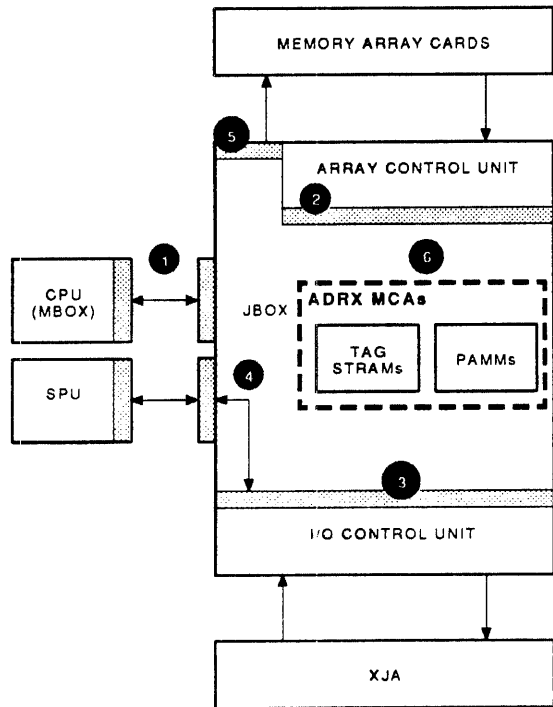 MEMORY ARRAY CARDS
5
ARRAY CONTROL UNIT
2
1
6
CPU
(MBOX)
JBOX
ADRX MCAs
TAG
STRAMs
PAMMs
SPU
4
3
I/O CONTROL UNIT
XJA